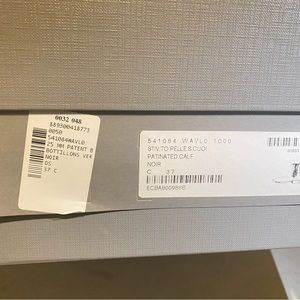 0032 048
889300418773
0050
541084WAVL0
25 MM PATENT B
BOTTILLONS VER
NOIR
DS
37 C
541084 WAVL0 1000
STIV.TO PELLE S.CUOI
PATINATED CALF
NOIR
C 37